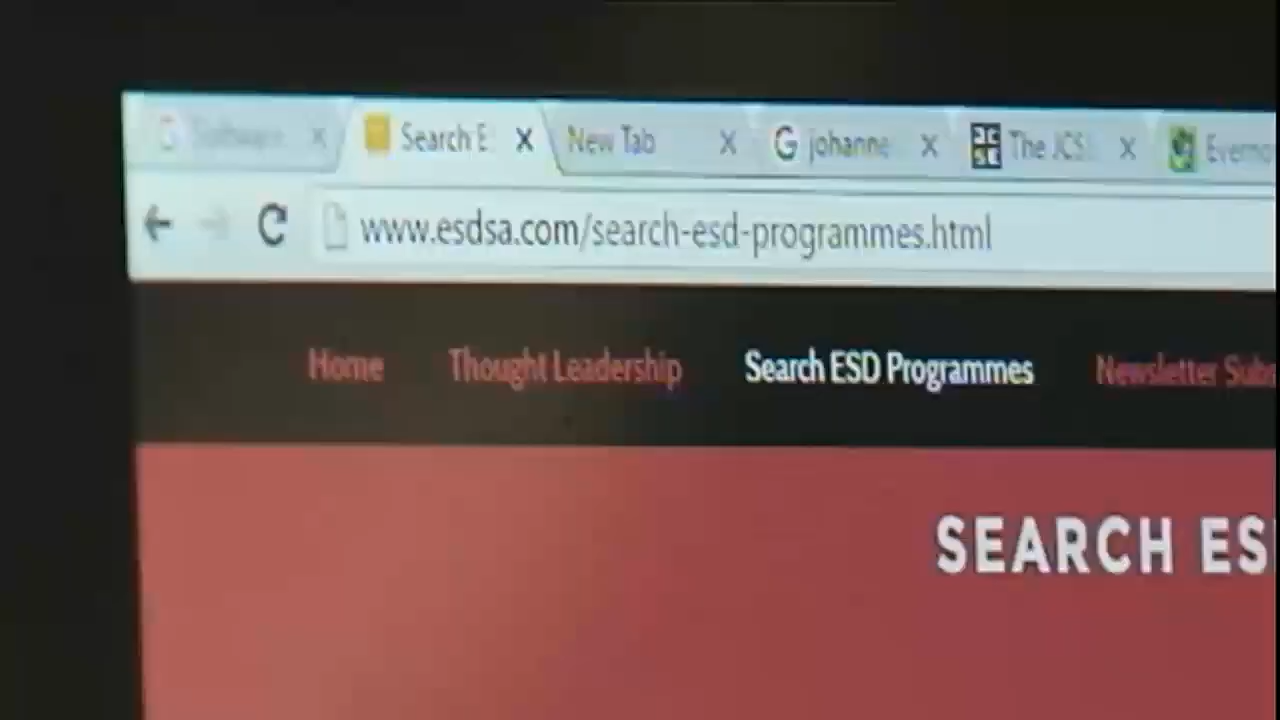 Software
Search E
New Tab
johanne
The JCS
Everno
www.esdsa.com/search-esd-programmes.html
Home
Thought Leadership
Search ESD Programmes
Newsletter Subs
SEARCH ES